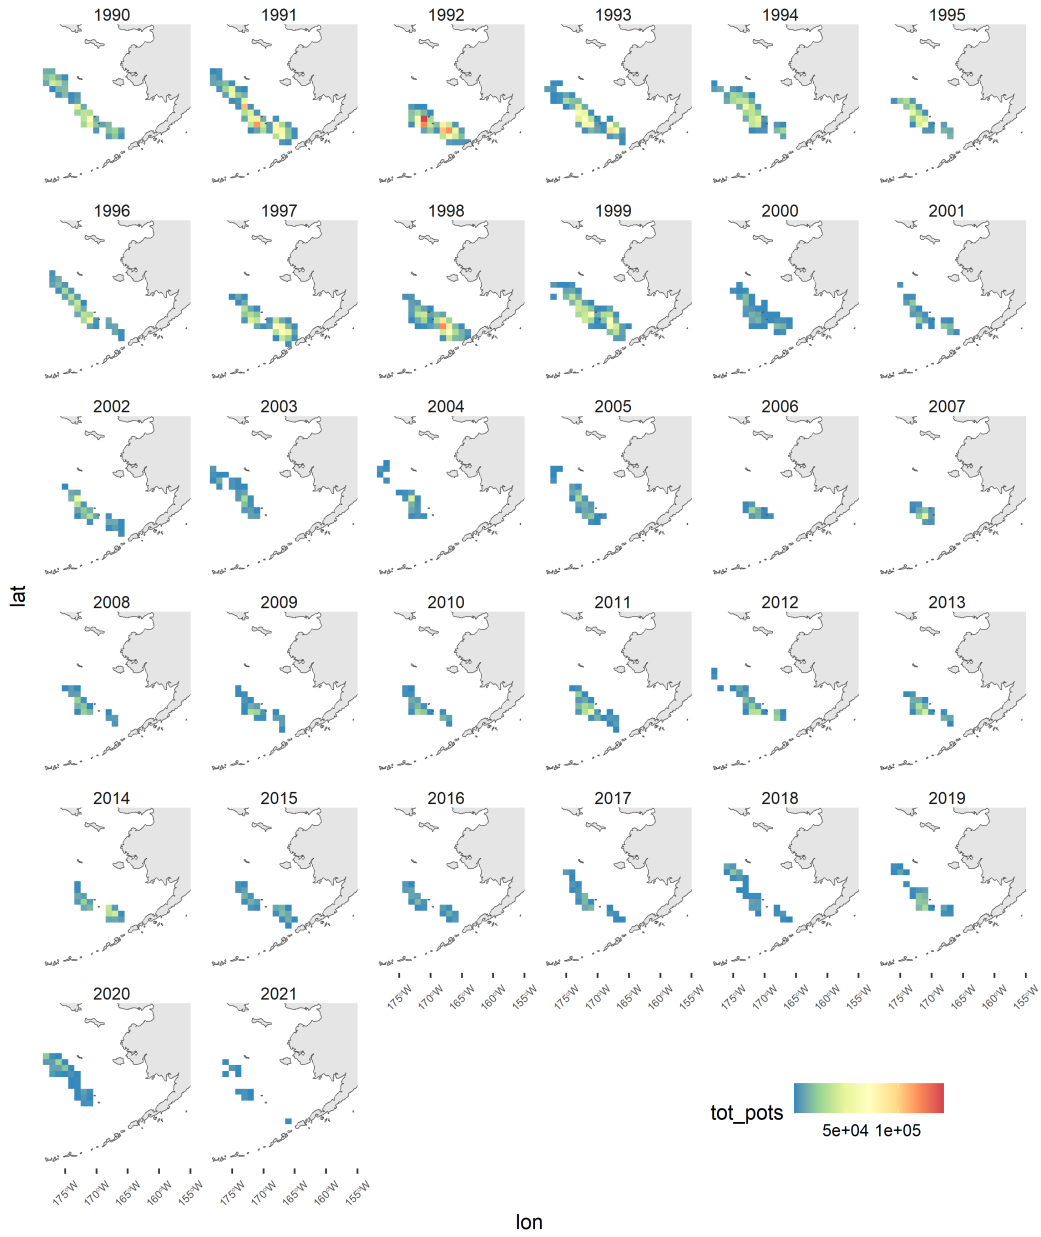 1990 1991 1992 1993 1994 1995
1996 1997 1998 1999 2000 2001
2002 2003 2004 2005 2006 2007
lat
2008 2009 2010 2011 2012 2013
2014 2015 2016 2017 2018 2019
175°W 170°W 165°W 160°W 155°W 175°W 170°W 165°W 160°W 155°W 175°W 170°W 165°W 160°W 155°W 175°W 170°W 165°W 160°W 155°W
2020 2021
tot_pots
5e+04 1e+05
175°W 170°W 165°W 160°W 155°W 175°W 170°W 165°W 160°W 155°W
lon